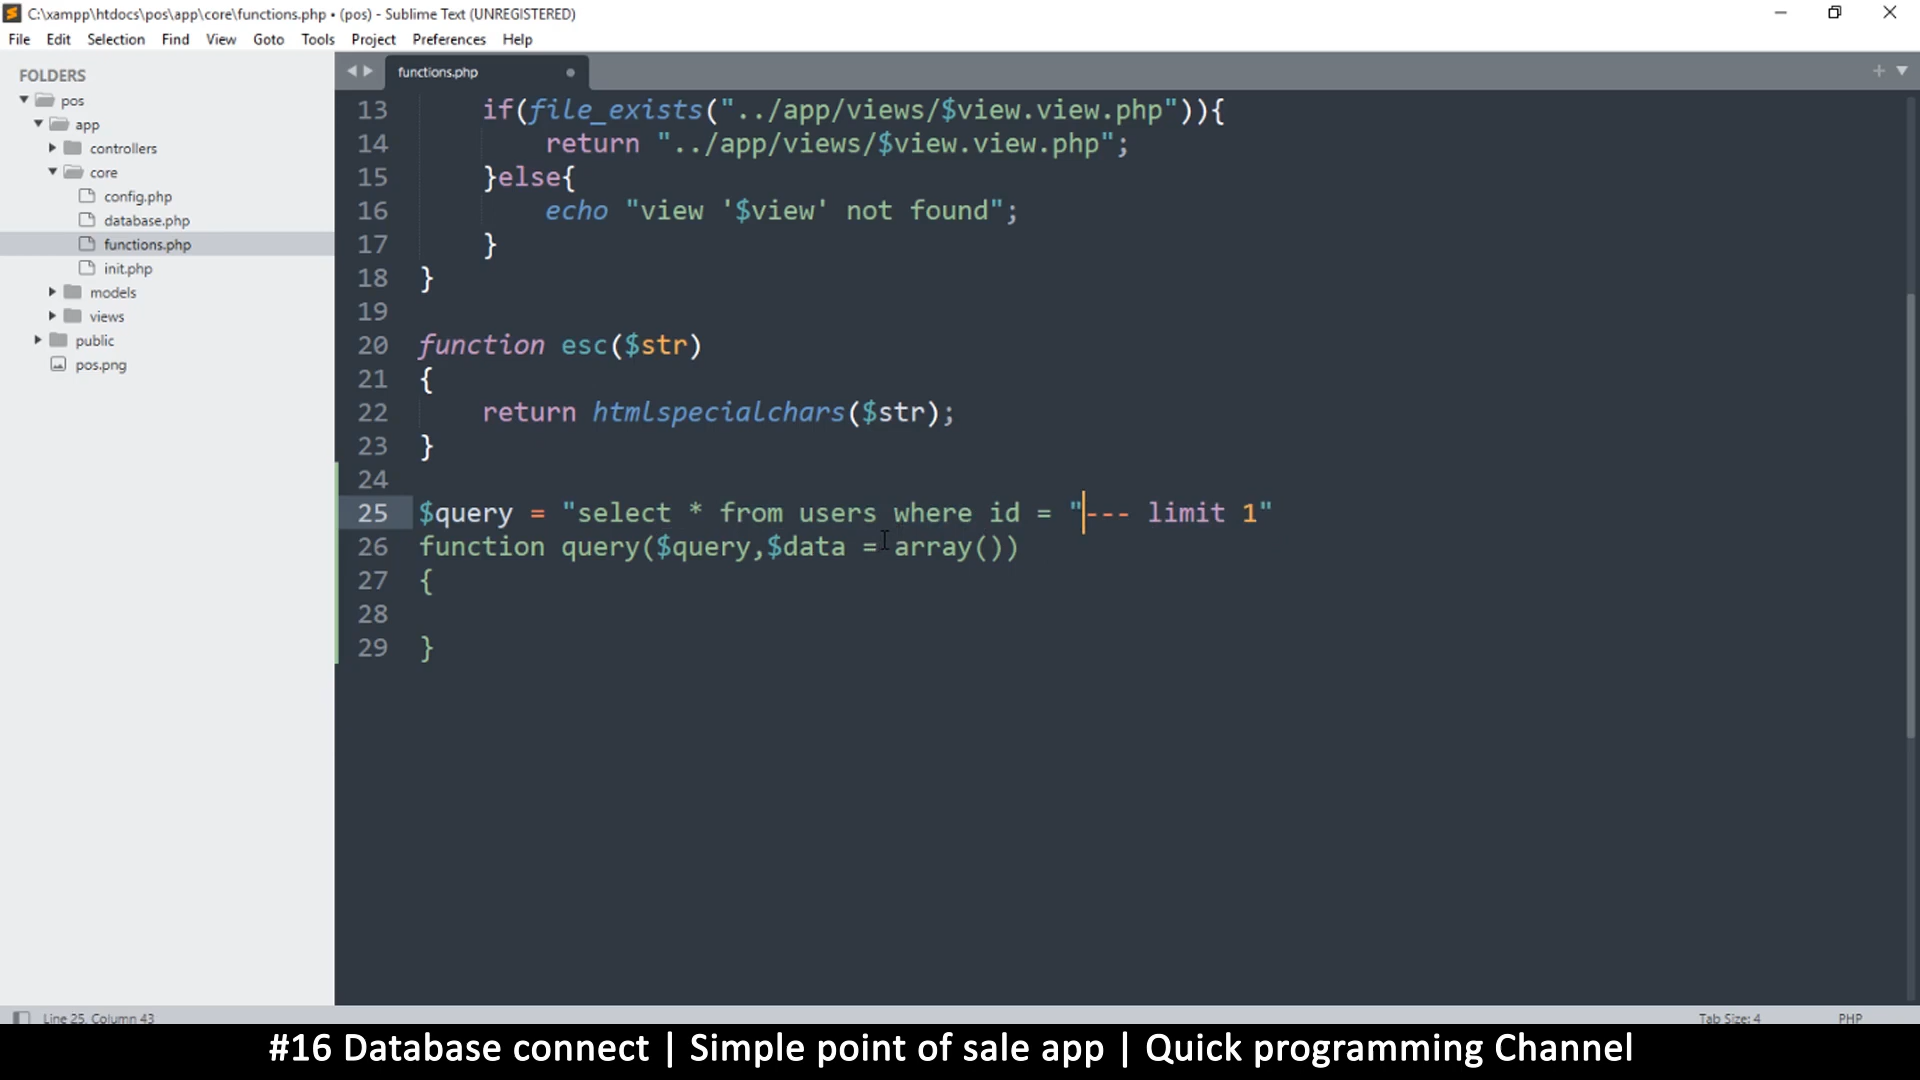 C:\xampp\htdocs\pos\app\core\functions.php • (pos) - Sublime Text (UNREGISTERED)
File Edit Selection Find View Goto Tools Project Preferences Help
FOLDERS
pos
app
controllers
core
config.php
database.php
functions.php
init.php
models
views
public
pos.png
functions.php
13 if(file_exists("../app/views/$view.view.php")){
14 return "../app/views/$view.view.php";
15 }else{
16 echo "view '$view' not found";
17 }
18 }
19
20 function esc($str)
21 {
22 return htmlspecialchars($str);
23 }
24
25 $query = "select * from users where id = "--- limit 1"
26 function query($query,$data = array())
27 {
28
29 }
Line 25, Column 43
Tab Size: 4
PHP
#16 Database connect | Simple point of sale app | Quick programming Channel